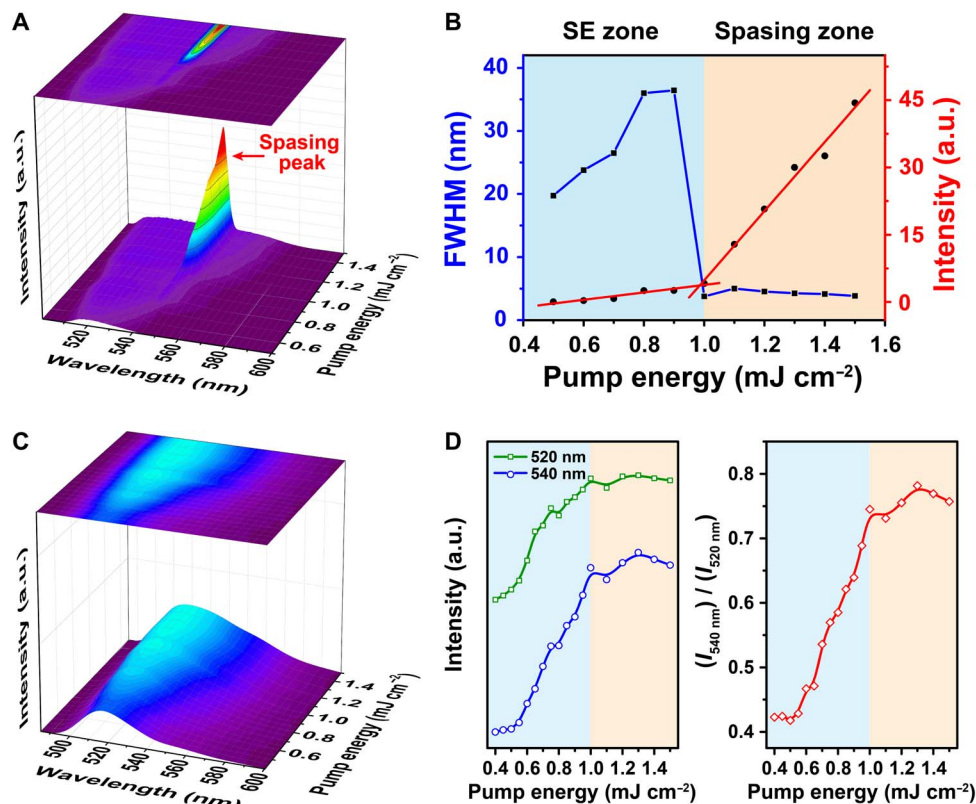 A
Intensity (a.u.)
Spasing
peak
520
540
560
580
600
Wavelength (nm)
0.6
0.8
1.0
1.2
1.4
Pump energy (mJ cm⁻²)
B
SE zone
Spasing zone
FWHM (nm)
40
35
30
25
20
15
10
5
0
Intensity (a.u.)
45
30
15
0
0.4 0.6 0.8 1.0 1.2 1.4 1.6
Pump energy (mJ cm⁻²)
C
Intensity (a.u.)
500
520
540
560
580
600
Wavelength (nm)
0.6
0.8
1.0
1.2
1.4
Pump energy (mJ cm⁻²)
D
520 nm
540 nm
Intensity (a.u.)
0.4 0.6 0.8 1.0 1.2 1.4
Pump energy (mJ cm⁻²)
(I540 nm) / (I520 nm)
0.8
0.7
0.6
0.5
0.4
0.4 0.6 0.8 1.0 1.2 1.4
Pump energy (mJ cm⁻²)